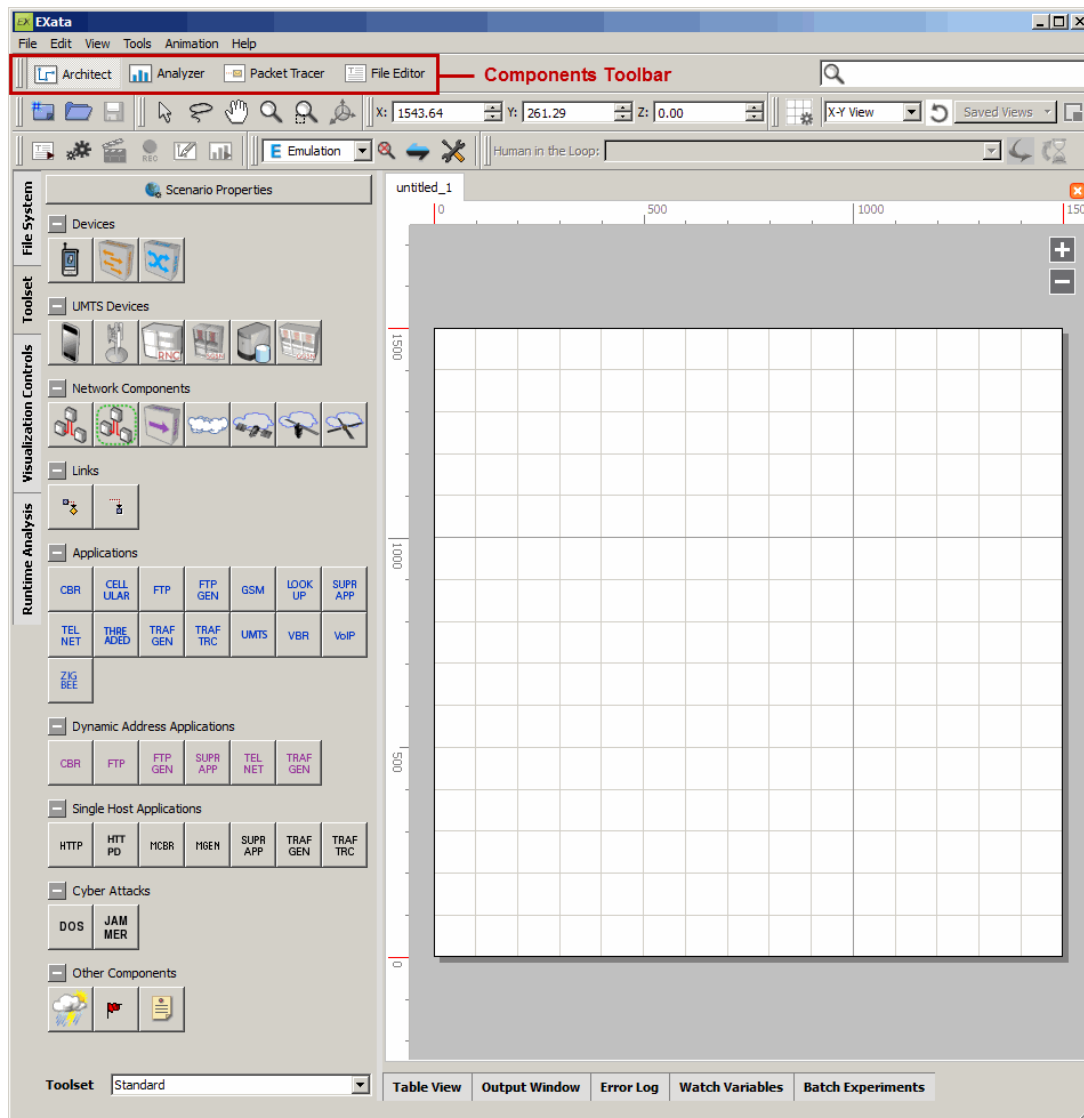 EX EXata
File Edit View Tools Animation Help
Architect Analyzer Packet Tracer File Editor Components Toolbar
X: 1543.64 Y: 261.29 Z: 0.00 X-Y View Saved Views
REC E Emulation Human in the Loop:
File System
Toolset
Visualization Controls
Runtime Analysis
Scenario Properties
Devices
UMTS Devices
RNC
Network Components
Links
Applications
CBR CELL ULAR FTP FTP GEN GSM LOOK UP SUPR APP
TEL NET THRE ADED TRAF GEN TRAF TRC UMTS VBR VoIP
ZIG BEE
Dynamic Address Applications
CBR FTP FTP GEN SUPR APP TEL NET TRAF GEN
Single Host Applications
HTTP HTT PD MCBR MGEN SUPR APP TRAF GEN TRAF TRC
Cyber Attacks
DOS JAM MER
Other Components
Toolset Standard
untitled_1
0 500 1000 150
1500
1000
500
0
Table View Output Window Error Log Watch Variables Batch Experiments